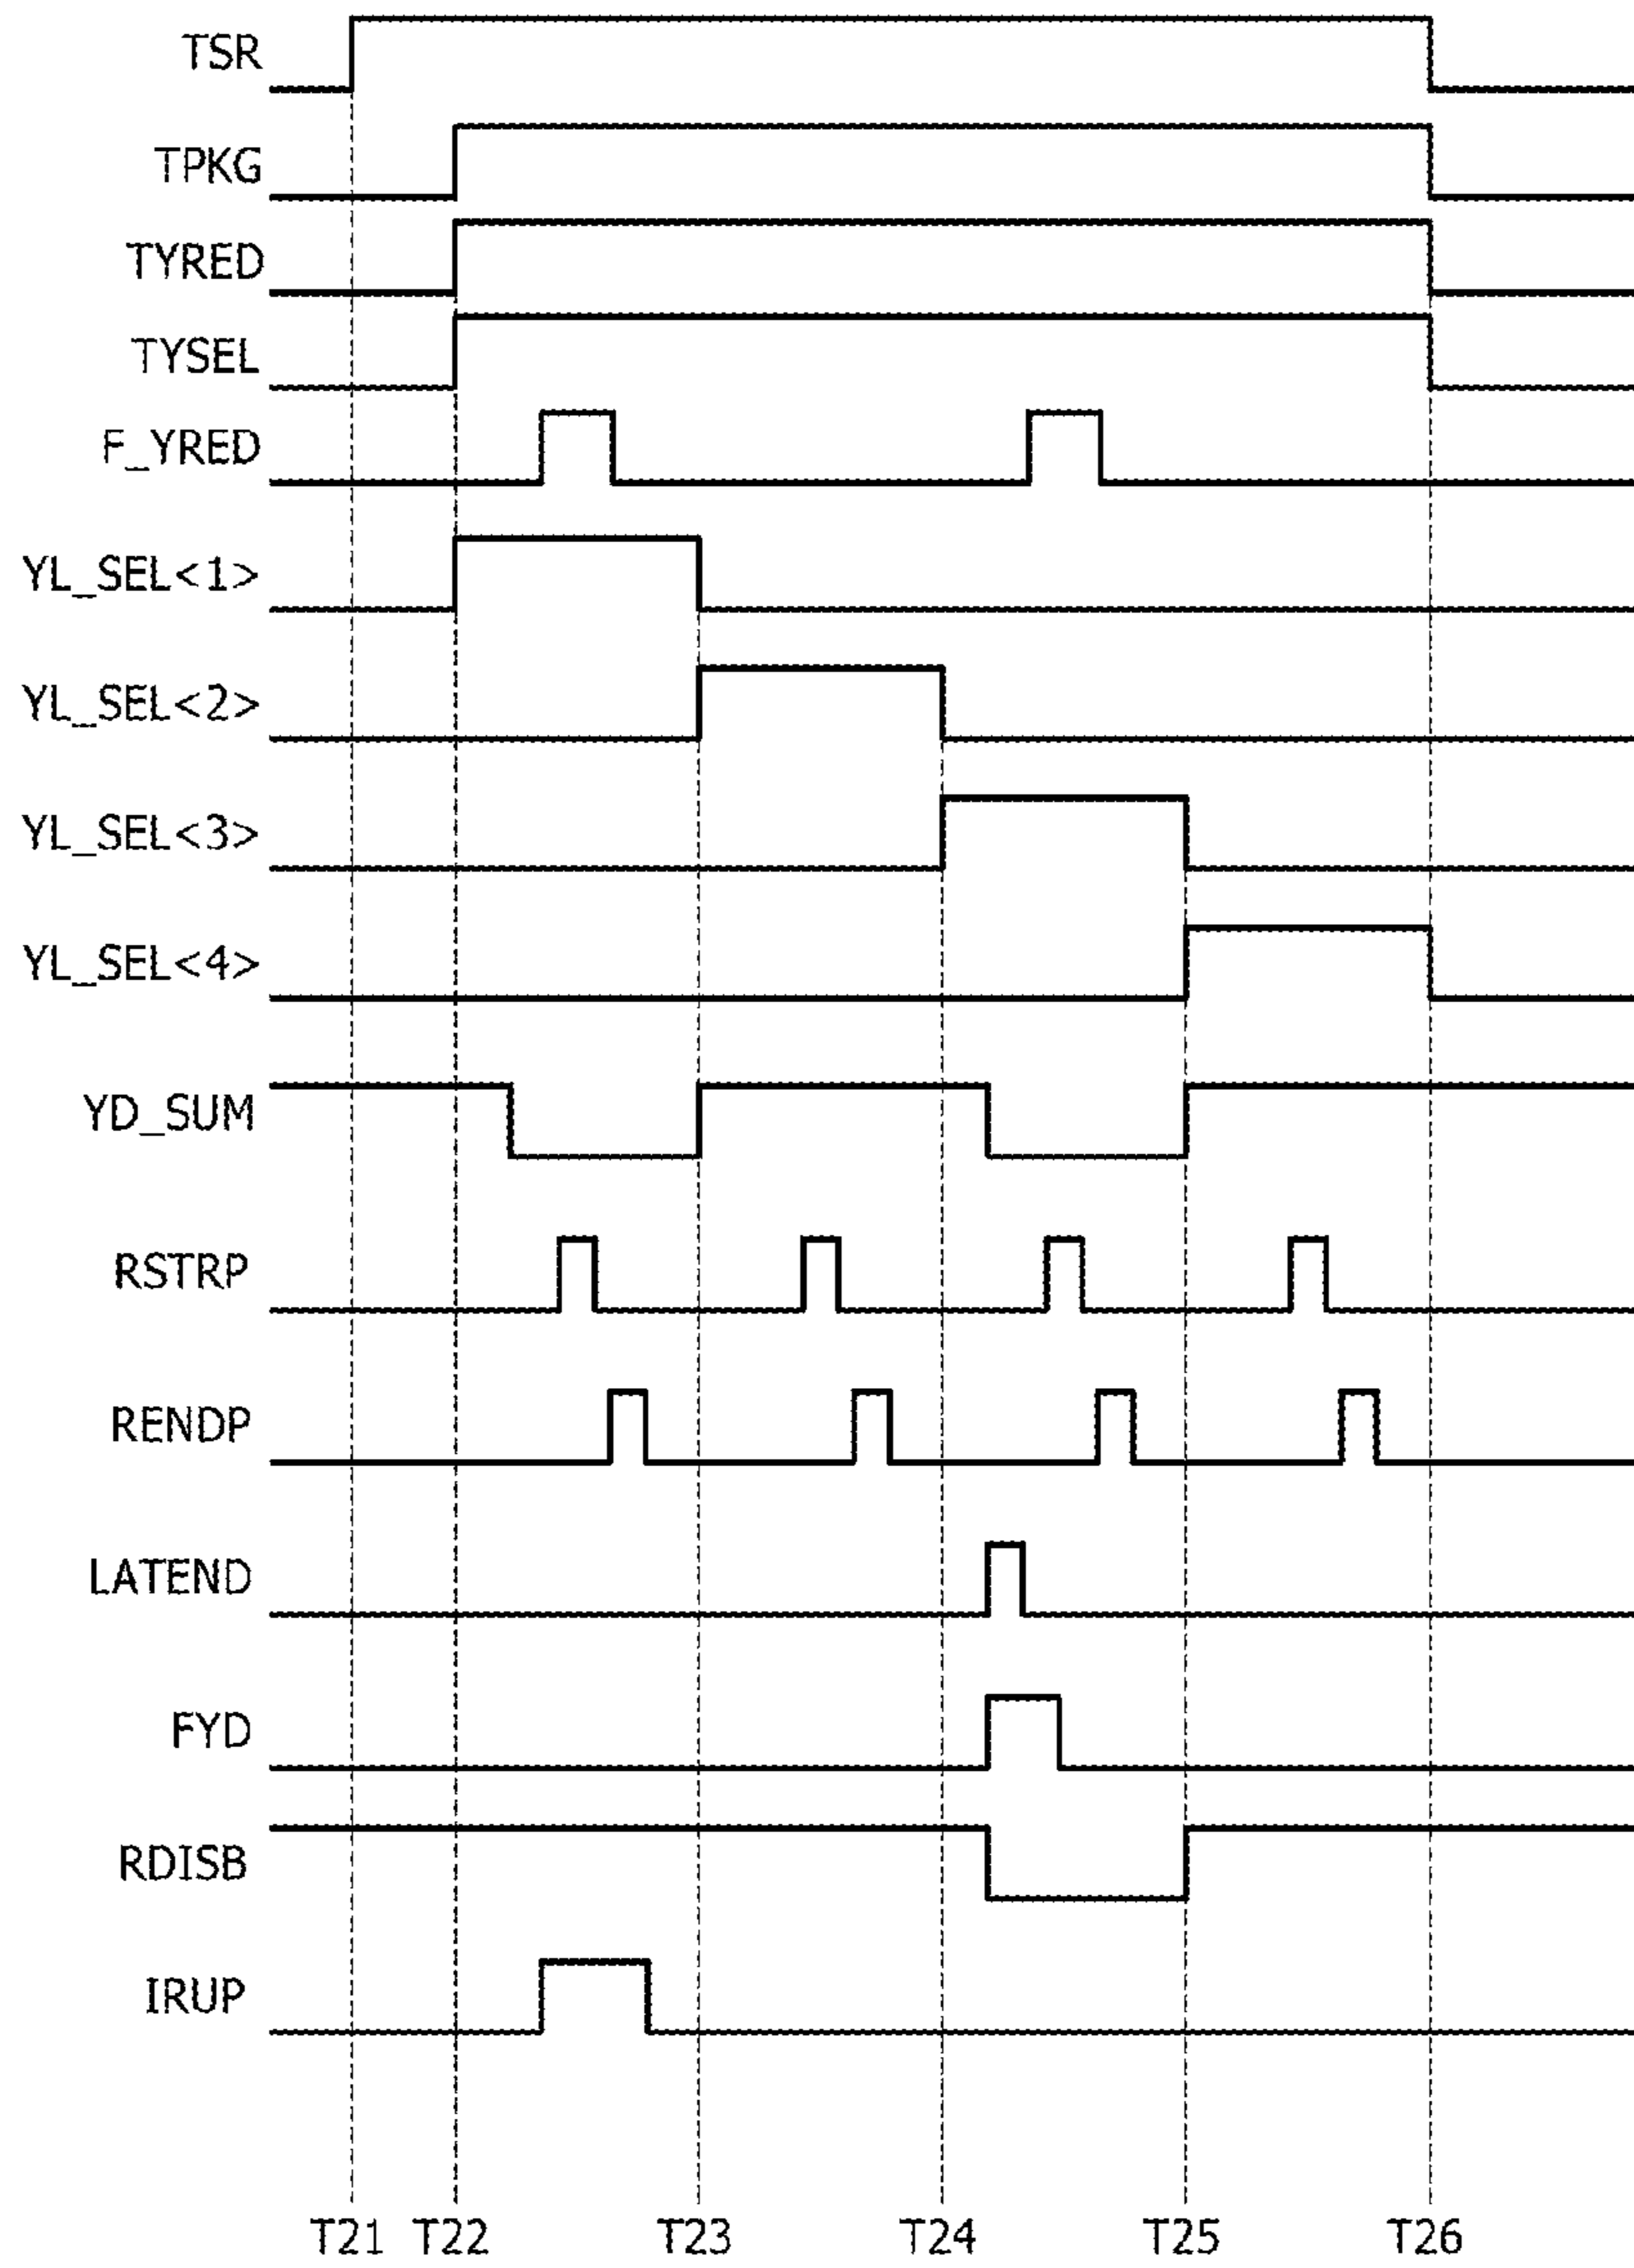 TSR
TPKG
TYRED
TYSEL
F_YRED
YL_SEL<1>
YL_SEL<2>
YL_SEL<3>
YL_SEL<4>
YD_SUM
RSTRP
RENDP
LATEND
FYD
RDISB
IRUP
T21 T22 T23 T24 T25 T26